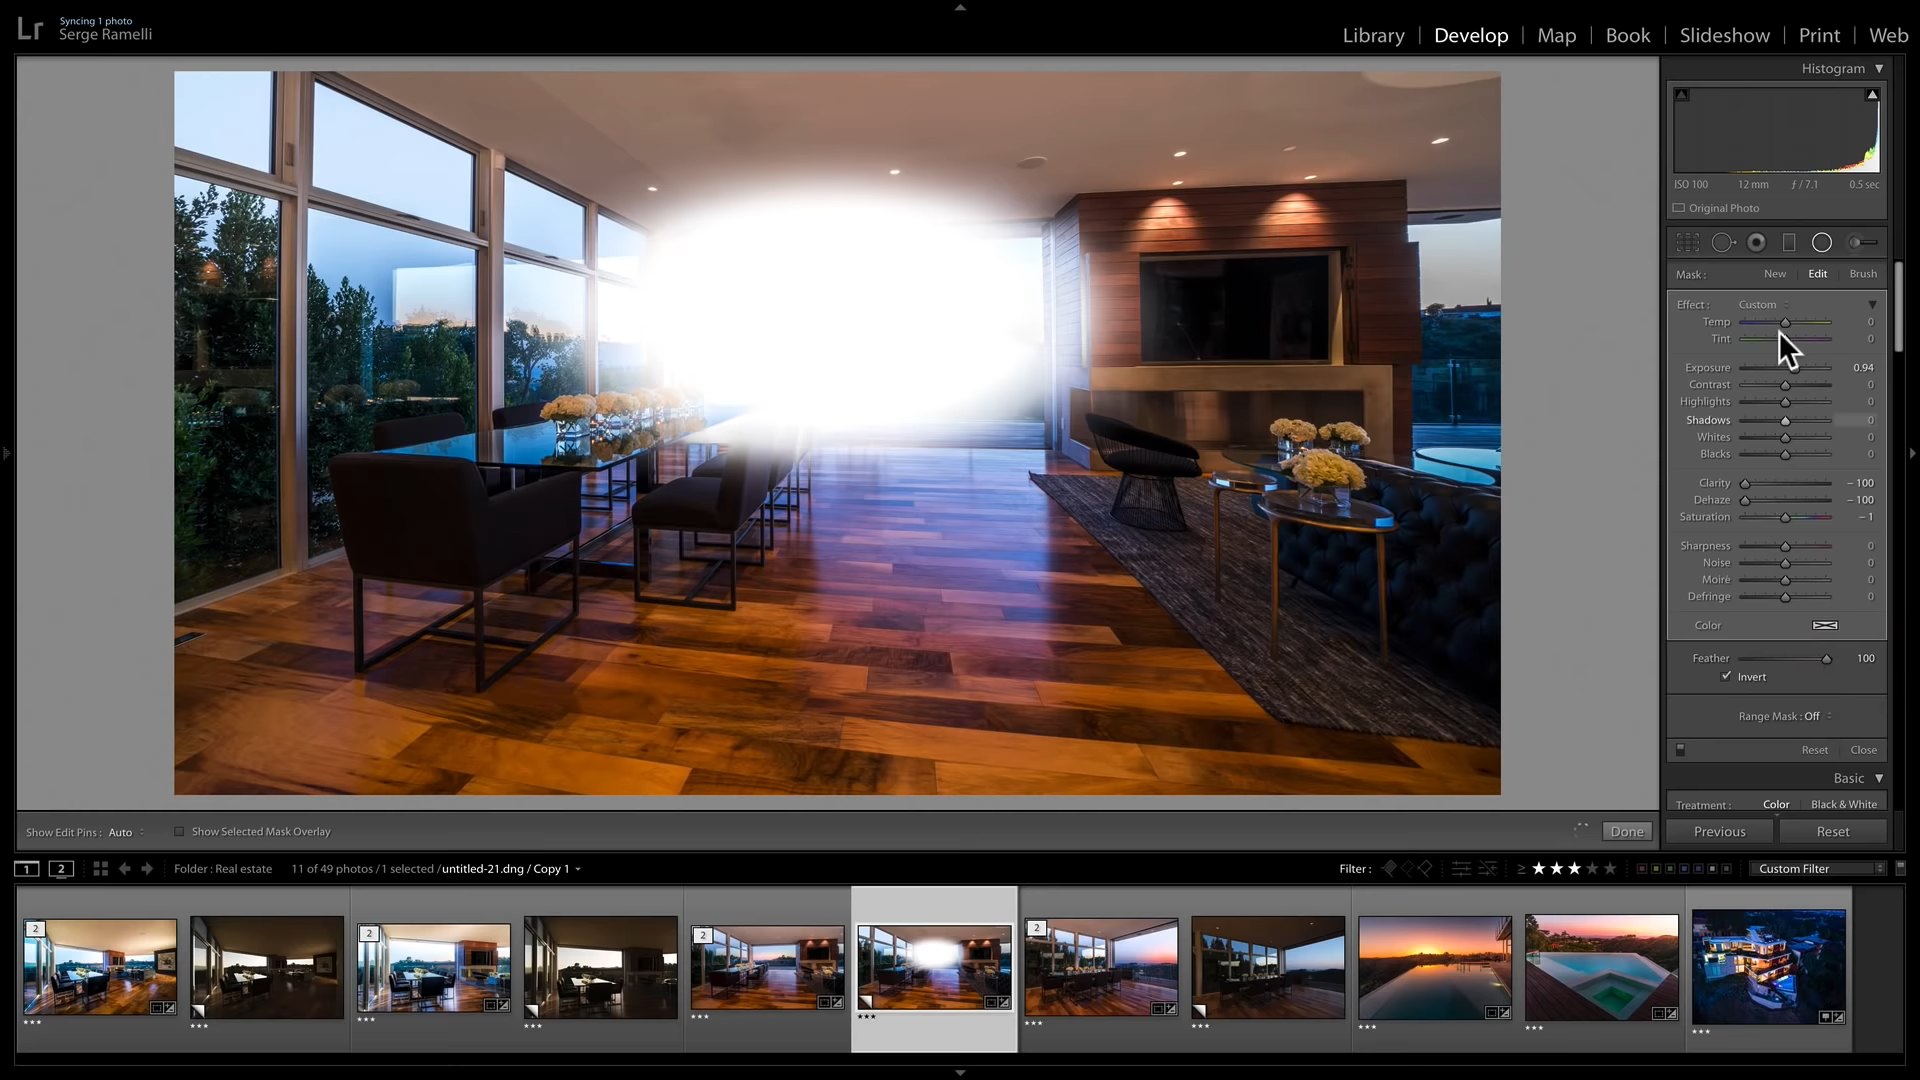 Lr
Syncing 1 photo
Serge Ramelli
Library | Develop | Map | Book | Slideshow | Print | Web
Histogram
ISO 100 12 mm ƒ / 7.1 0.5 sec
Original Photo
Mask : New Edit Brush
Effect : Custom
Temp 0
Tint 0
Exposure 0.94
Contrast 0
Highlights 0
Shadows 0
Whites 0
Blacks 0
Clarity – 100
Dehaze – 100
Saturation – 1
Sharpness 0
Noise 0
Moiré 0
Defringe 0
Color
Feather 100
Invert
Range Mask : Off
Reset Close
Basic
Treatment : Color Black & White
Show Edit Pins : Auto Show Selected Mask Overlay Done
Previous Reset
1 2 Folder : Real estate 11 of 49 photos / 1 selected / untitled-21.dng / Copy 1 Filter : ≥ ★★★★★ Custom Filter
2
2
2
2